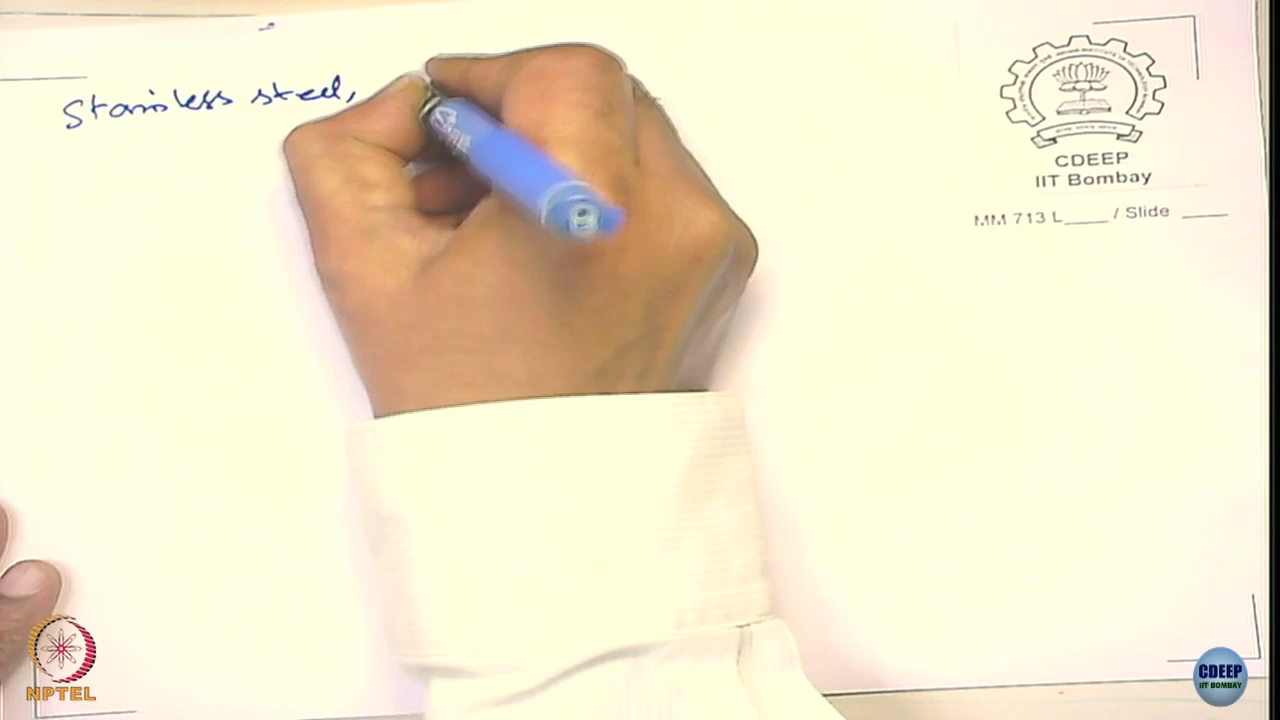 Stainless steel,
CDEEP
IIT Bombay
MM 713 L____ / Slide ____
NPTEL
CDEEP
IIT BOMBAY